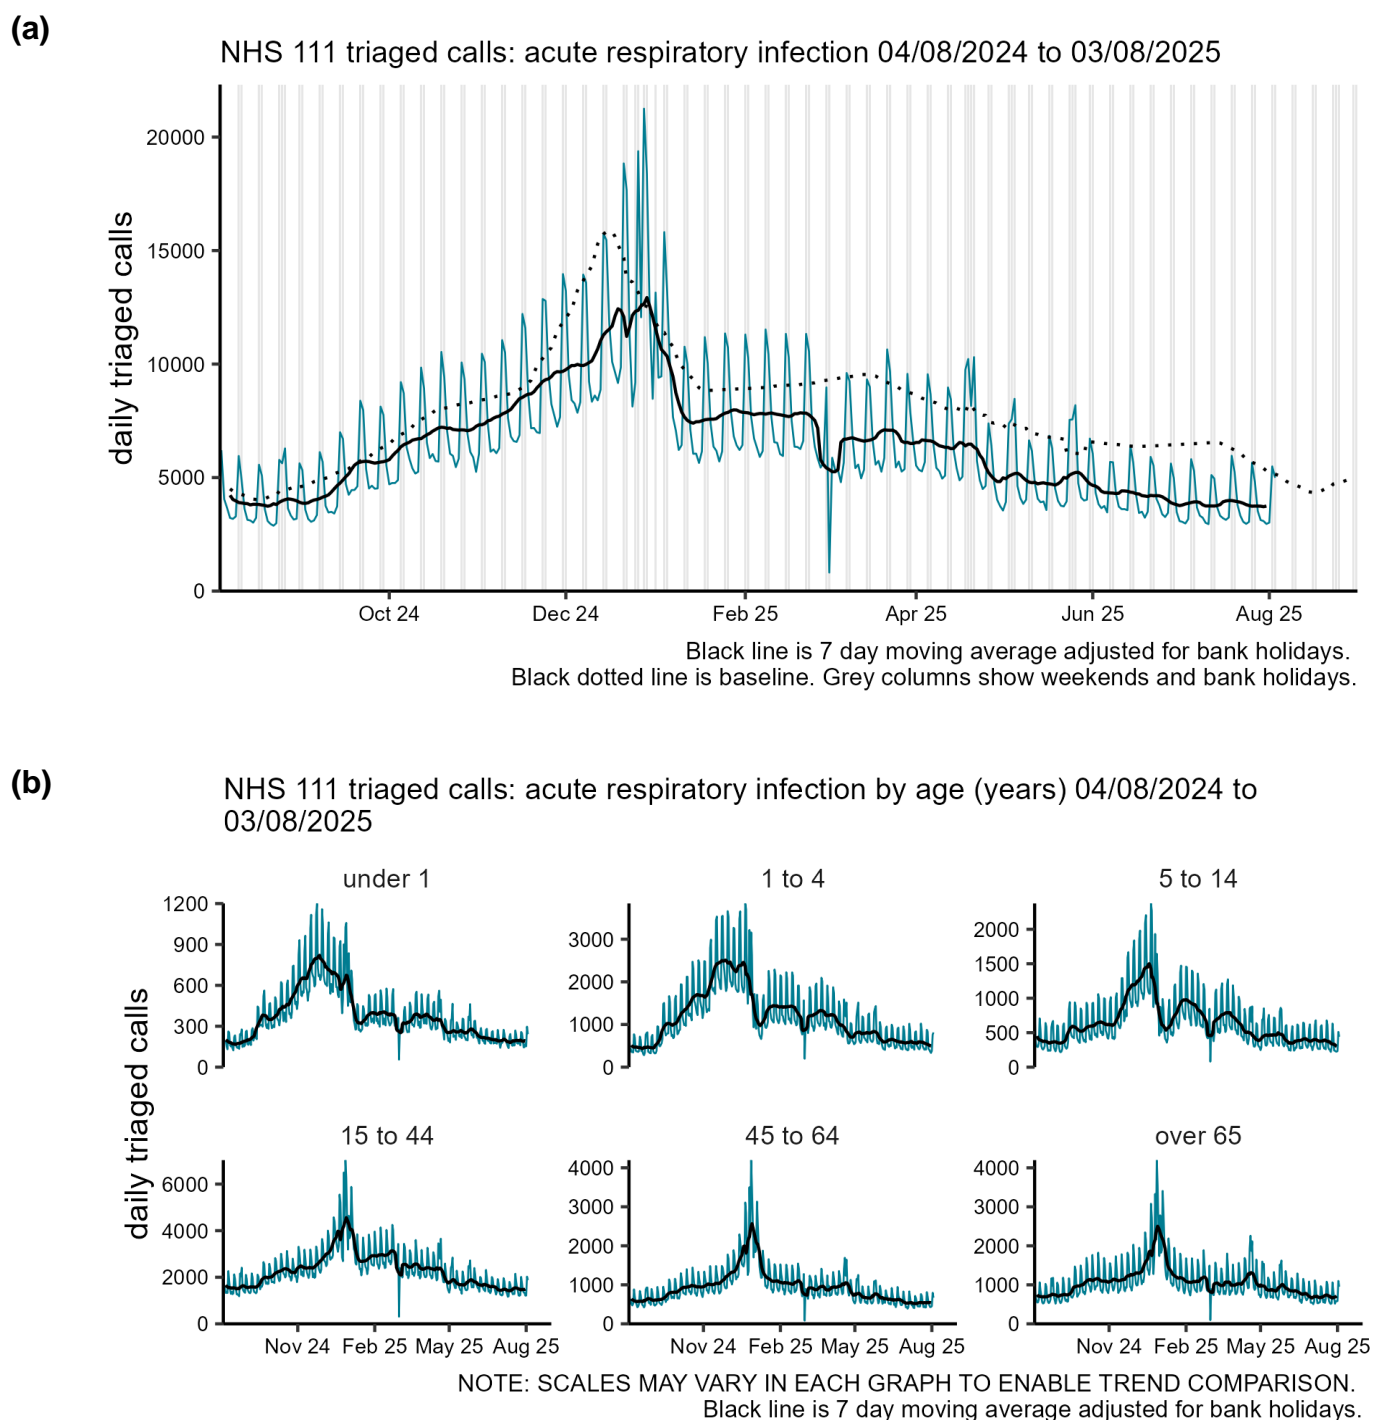 (a)
NHS 111 triaged calls: acute respiratory infection 04/08/2024 to 03/08/2025
daily triaged calls
20000
15000
10000
5000
0
Oct 24 Dec 24 Feb 25 Apr 25 Jun 25 Aug 25
Black line is 7 day moving average adjusted for bank holidays.
Black dotted line is baseline. Grey columns show weekends and bank holidays.
(b)
NHS 111 triaged calls: acute respiratory infection by age (years) 04/08/2024 to
03/08/2025
daily triaged calls
under 1
1200
900
600
300
0
1 to 4
3000
2000
1000
0
5 to 14
2000
1500
1000
500
0
15 to 44
6000
4000
2000
0
Nov 24 Feb 25 May 25 Aug 25
45 to 64
4000
3000
2000
1000
0
Nov 24 Feb 25 May 25 Aug 25
over 65
4000
3000
2000
1000
0
Nov 24 Feb 25 May 25 Aug 25
NOTE: SCALES MAY VARY IN EACH GRAPH TO ENABLE TREND COMPARISON.
Black line is 7 day moving average adjusted for bank holidays.